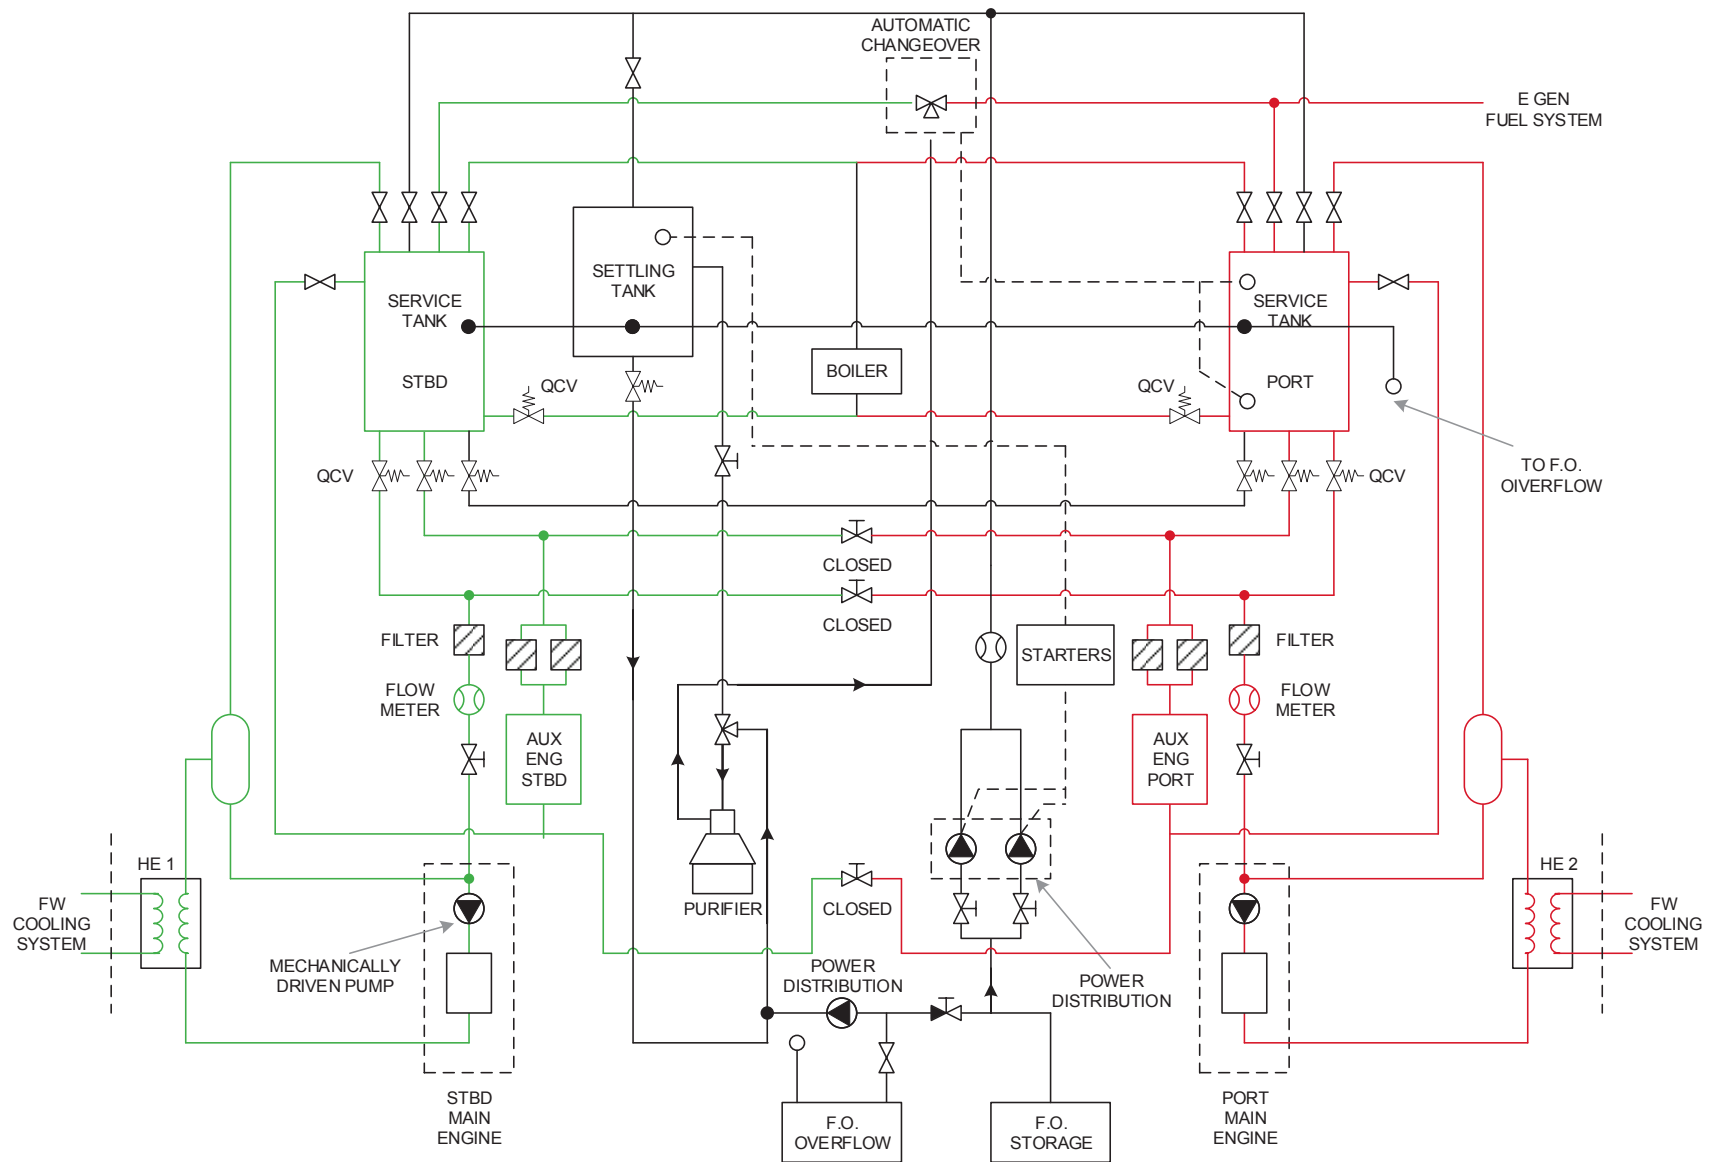 AUTOMATIC
CHANGEOVER
E GEN
FUEL SYSTEM
SERVICE
TANK
STBD
SETTLING
TANK
SERVICE
TANK
PORT
BOILER
QCV
QCV
QCV
QCV
TO F.O.
OIVERFLOW
CLOSED
CLOSED
FILTER
STARTERS
FILTER
FLOW
METER
AUX
ENG
STBD
AUX
ENG
PORT
FLOW
METER
HE 1
PURIFIER
CLOSED
HE 2
FW
COOLING
SYSTEM
FW
COOLING
SYSTEM
MECHANICALLY
DRIVEN PUMP
POWER
DISTRIBUTION
POWER
DISTRIBUTION
STBD
MAIN
ENGINE
F.O.
OVERFLOW
F.O.
STORAGE
PORT
MAIN
ENGINE